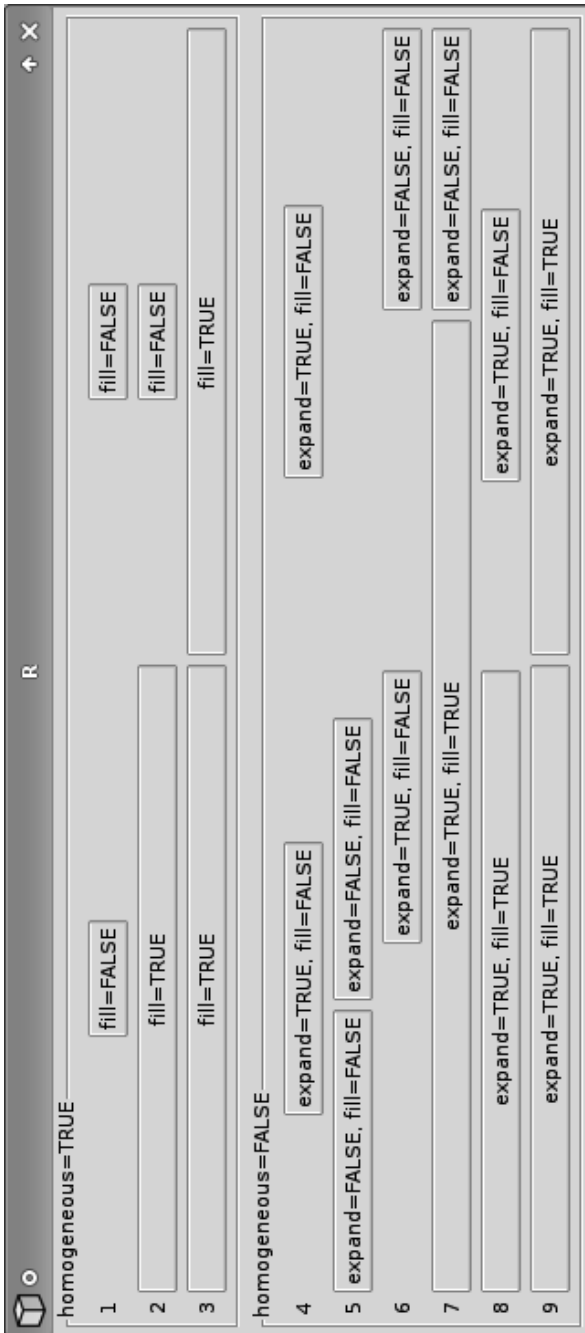 R
homogeneous=TRUE
1 fill=FALSE fill=FALSE
2 fill=TRUE fill=FALSE
3 fill=TRUE fill=TRUE
homogeneous=FALSE
4 expand=TRUE, fill=FALSE expand=TRUE, fill=FALSE
5 expand=FALSE, fill=FALSE expand=FALSE, fill=FALSE
6 expand=TRUE, fill=FALSE expand=FALSE, fill=FALSE
7 expand=TRUE, fill=TRUE expand=FALSE, fill=FALSE
8 expand=TRUE, fill=TRUE expand=TRUE, fill=FALSE
9 expand=TRUE, fill=TRUE expand=TRUE, fill=TRUE